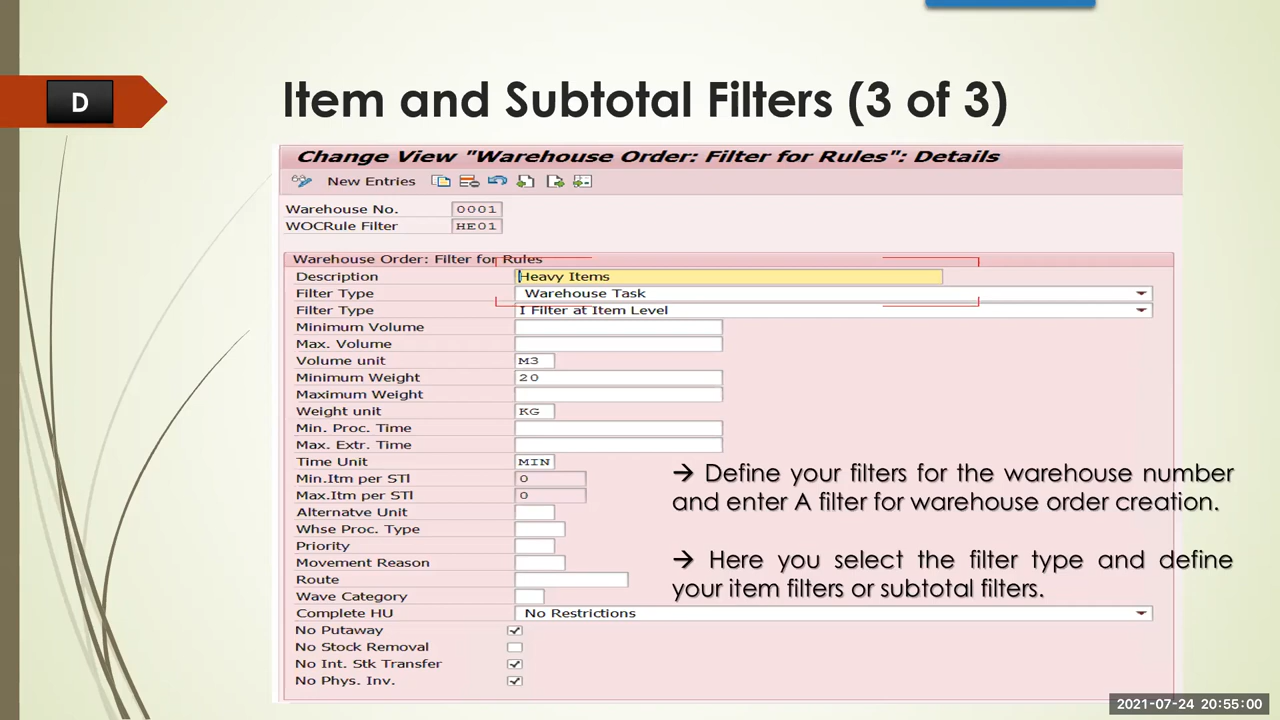 D
Item and Subtotal Filters (3 of 3)
Change View "Warehouse Order: Filter for Rules": Details
New Entries
Warehouse No. 0001
WOCRule Filter HE01
Warehouse Order: Filter for Rules
Description Heavy Items
Filter Type Warehouse Task
Filter Type I Filter at Item Level
Minimum Volume
Max. Volume
Volume unit M3
Minimum Weight 20
Maximum Weight
Weight unit KG
Min. Proc. Time
Max. Extr. Time
Time Unit MIN
Min.Itm per STl 0
Max.Itm per STl 0
Alternatve Unit
Whse Proc. Type
Priority
Movement Reason
Route
Wave Category
Complete HU No Restrictions
No Putaway
No Stock Removal
No Int. Stk Transfer
No Phys. Inv.
→ Define your filters for the warehouse number
and enter A filter for warehouse order creation.
→ Here you select the filter type and define
your item filters or subtotal filters.
2021-07-24 20:55:00